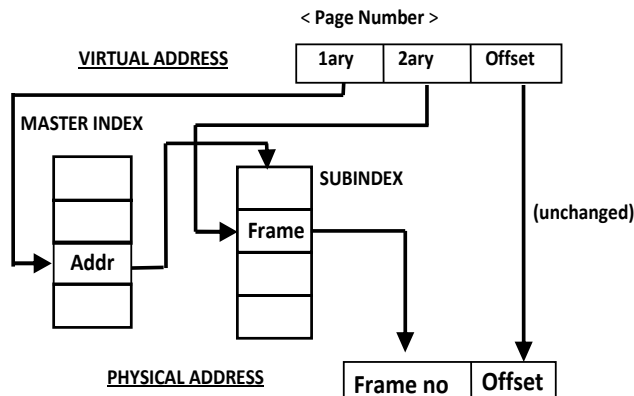 < Page Number >
VIRTUAL ADDRESS
1ary 2ary Offset
MASTER INDEX
SUBINDEX
(unchanged)
Frame
Addr
PHYSICAL ADDRESS
Frame no Offset